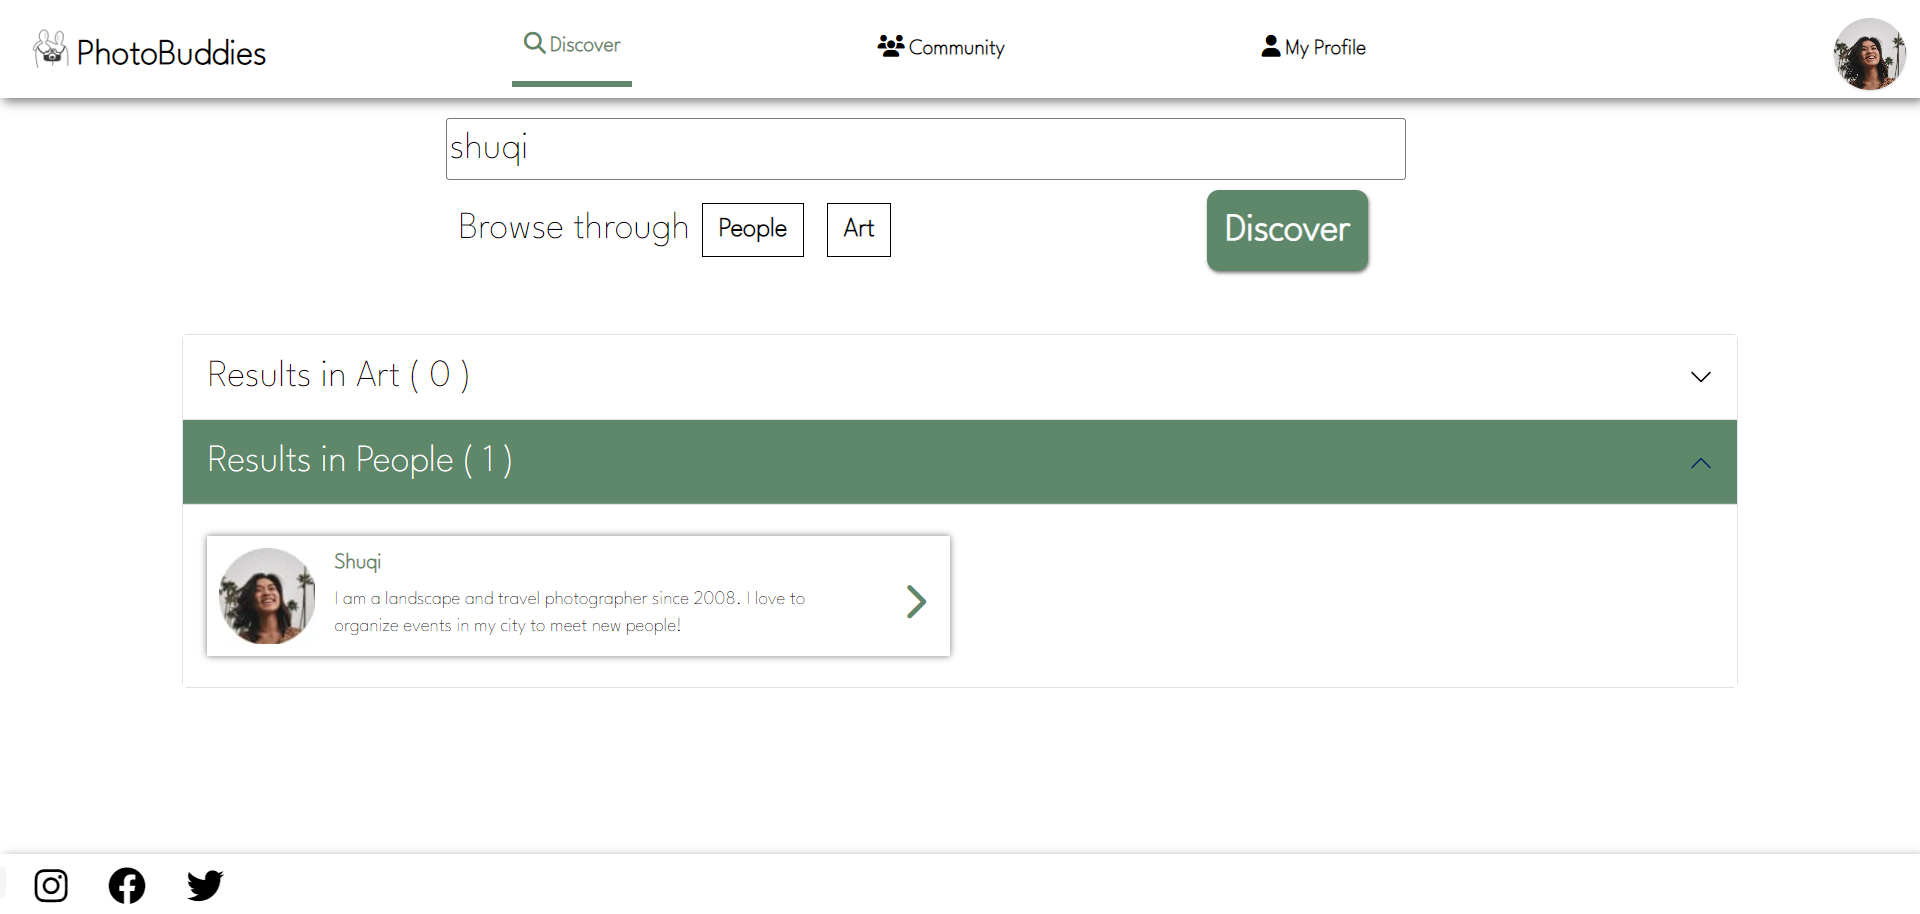 PhotoBuddies
Discover
Community
My Profile
shuqi
Browse through
People
Art
Discover
Results in Art ( 0 )
Results in People ( 1 )
Shuqi
I am a landscape and travel photographer since 2008. I love to
organize events in my city to meet new people!